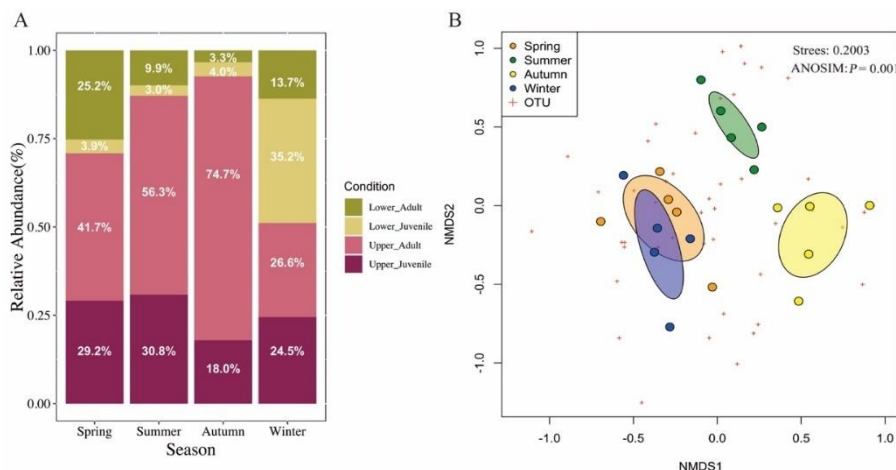 A
Relative Abundance(%)
1.00
0.75
0.50
0.25
0.00
25.2%
3.9%
41.7%
29.2%
9.9%
3.0%
56.3%
30.8%
3.3%
4.0%
74.7%
18.0%
13.7%
35.2%
26.6%
24.5%
Spring
Summer
Autumn
Winter
Season
Condition
Lower_Adult
Lower_Juvenile
Upper_Adult
Upper_Juvenile
B
Spring
Summer
Autumn
Winter
OTU
Strees: 0.2003
ANOSIM: P = 0.001
NMDS2
1.0
0.5
0.0
-0.5
-1.0
-1.0
-0.5
0.0
0.5
1.0
NMDS1